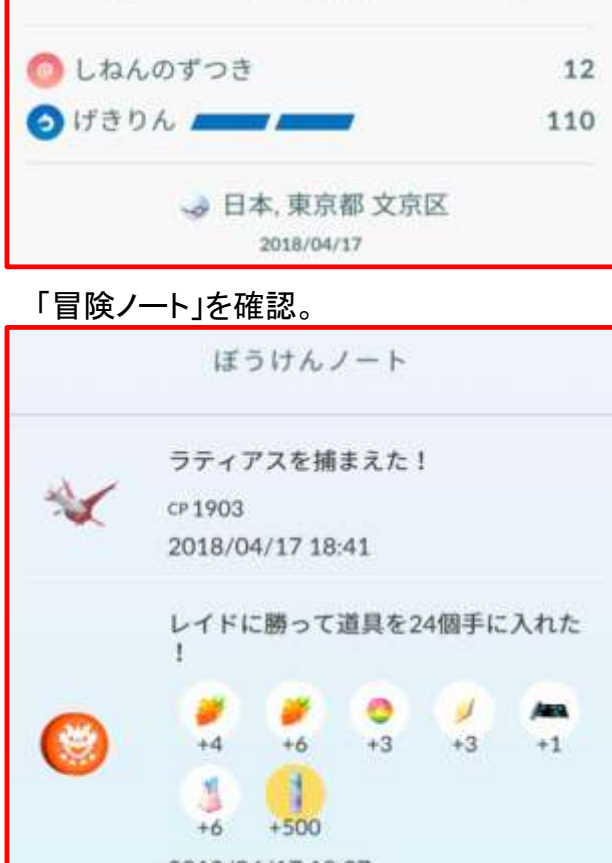 しねんのずつき 12
げきりん 110
日本, 東京都 文京区
2018/04/17
「冒険ノート」を確認。
ぼうけんノート
ラティアスを捕まえた！
CP1903
2018/04/17 18:41
レイドに勝って道具を24個手に入れた
！
+4 +6 +3 +3 +1
+6 +500